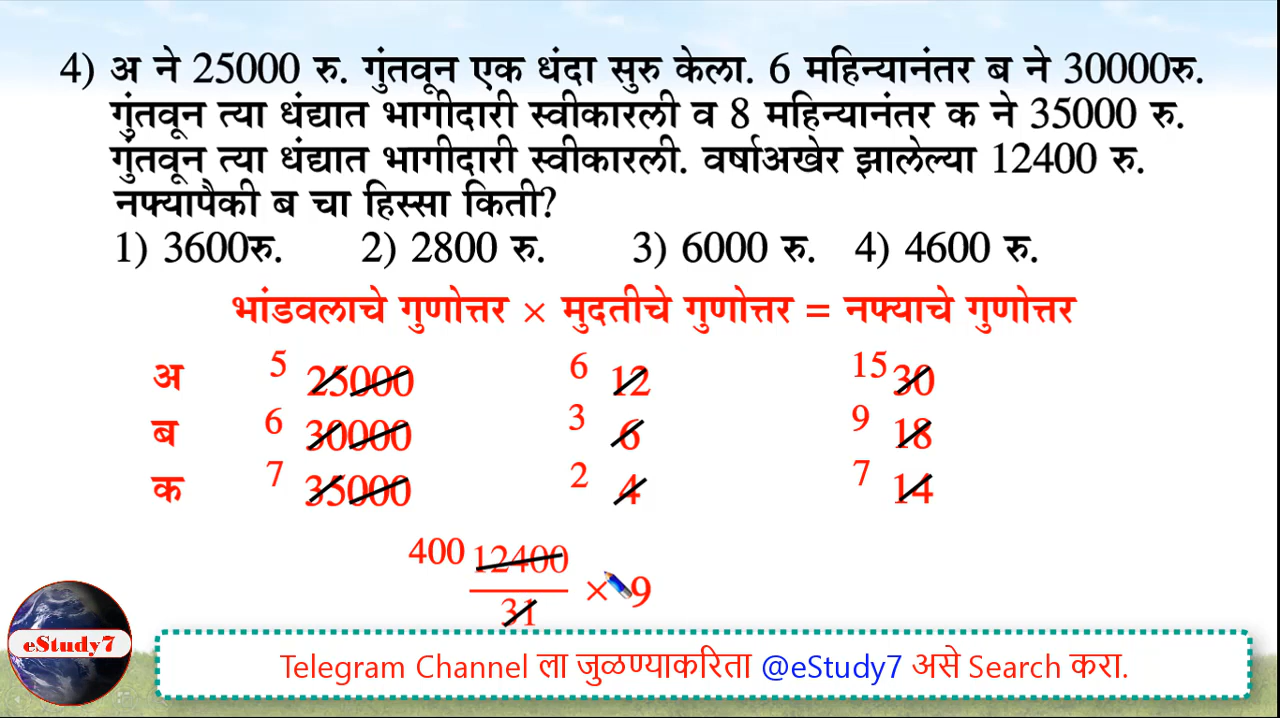 4) अ ने 25000 रु. गुंतवून एक धंदा सुरु केला. 6 महिन्यानंतर ब ने 30000रु.
गुंतवून त्या धंद्यात भागीदारी स्वीकारली व 8 महिन्यानंतर क ने 35000 रु.
गुंतवून त्या धंद्यात भागीदारी स्वीकारली. वर्षाअखेर झालेल्या 12400 रु.
नफ्यापैकी ब चा हिस्सा किती?
1) 3600रु. 2) 2800 रु. 3) 6000 रु. 4) 4600 रु.
भांडवलाचे गुणोत्तर × मुदतीचे गुणोत्तर = नफ्याचे गुणोत्तर
अ 5 25000 6 12 15 30
ब 6 30000 3 6 9 18
क 7 35000 2 4 7 14
400 12400
× 9
31
eStudy7
Telegram Channel ला जुळण्याकरिता @eStudy7 असे Search करा.